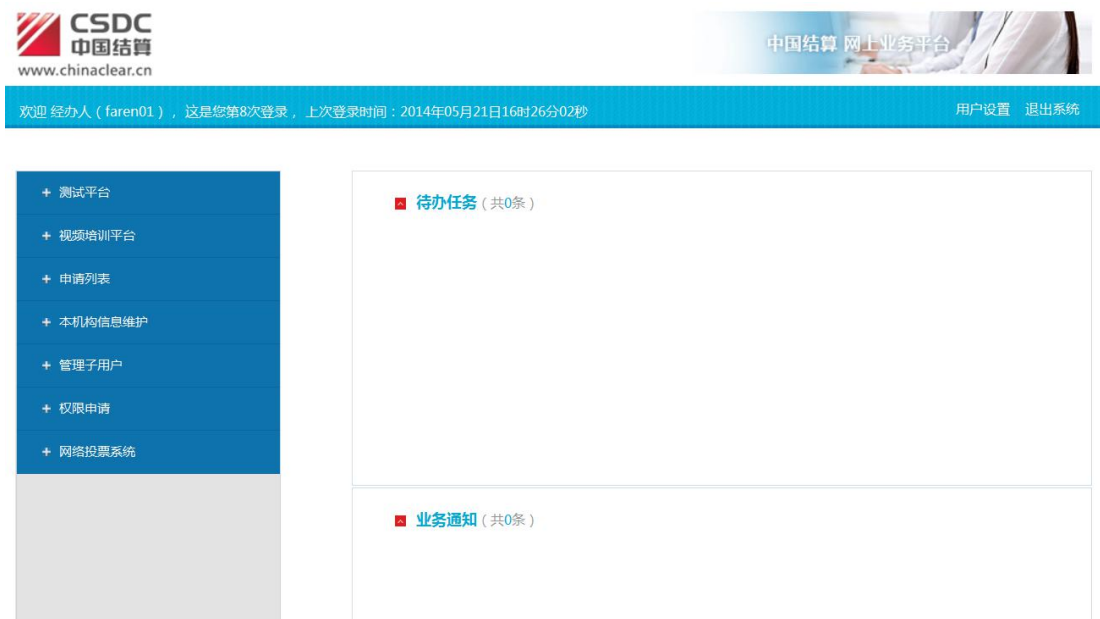 CSDC
中国结算
www.chinaclear.cn
中国结算 网上业务平台
欢迎 经办人（faren01），这是您第8次登录，上次登录时间：2014年05月21日16时26分02秒
用户设置 退出系统
+ 测试平台
+ 视频培训平台
+ 申请列表
+ 本机构信息维护
+ 管理子用户
+ 权限申请
+ 网络投票系统
待办任务（共0条）
业务通知（共0条）